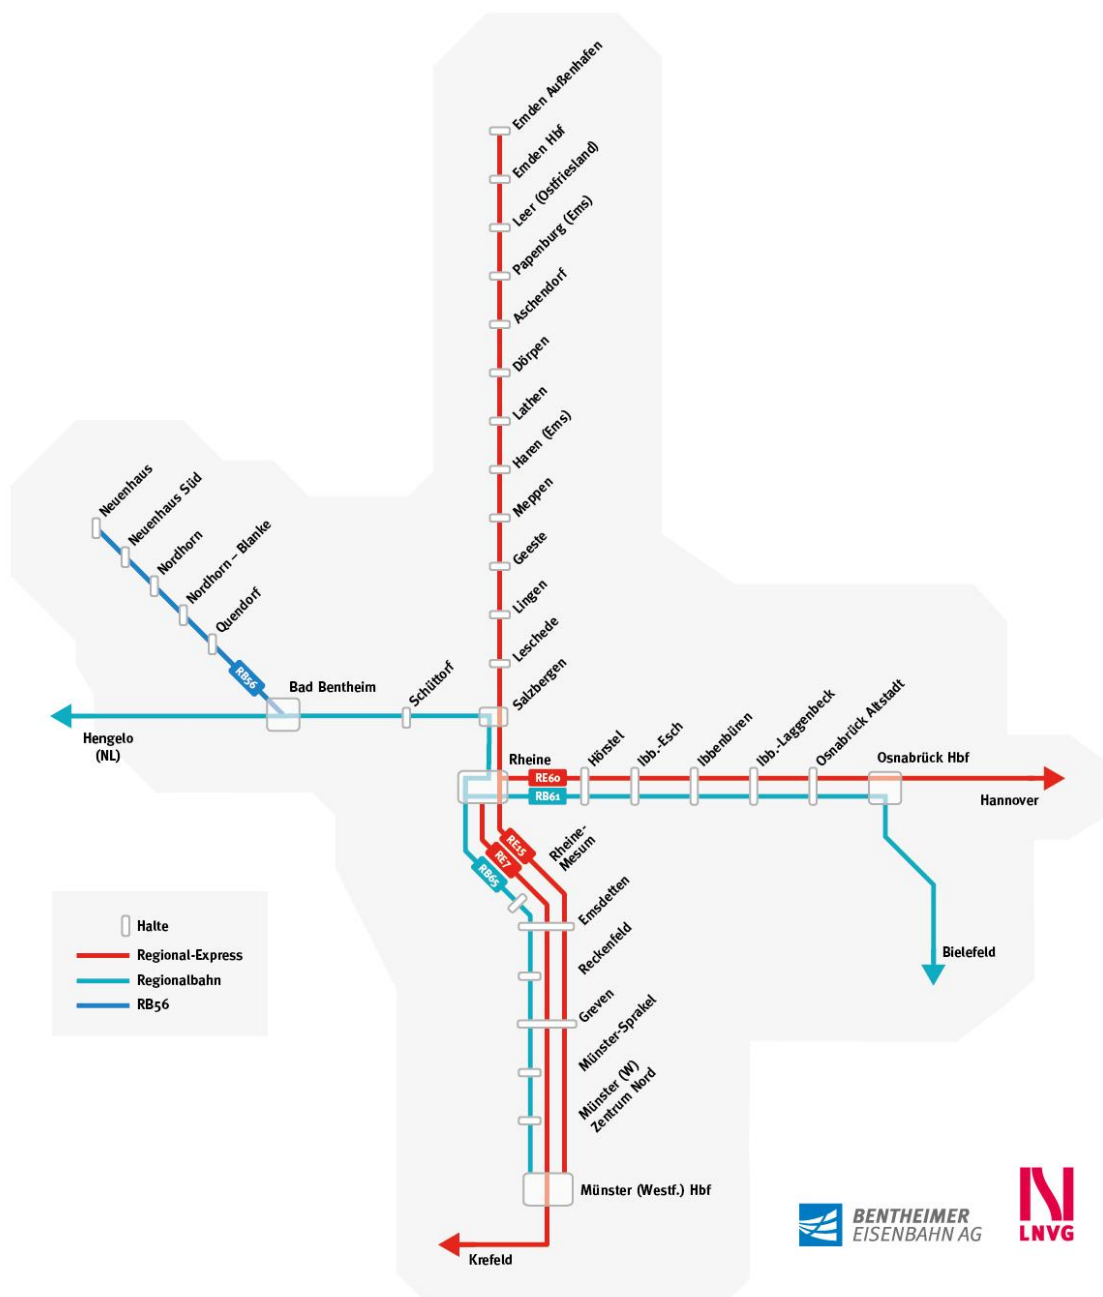 Emden Außenhafen
Emden Hbf
Leer (Ostfriesland)
Papenburg (Ems)
Aschendorf
Dörpen
Lathen
Haren (Ems)
Meppen
Geeste
Lingen
Leschede
Salzbergen
Neuenhaus
Neuenhaus Süd
Nordhorn
Nordhorn – Blanke
Quendorf
RB56
Bad Bentheim
Schüttorf
Hengelo
(NL)
Rheine
RE60
RB61
Hörstel
Ibb.-Esch
Ibbenbüren
Ibb.-Laggenbeck
Osnabrück Altstadt
Osnabrück Hbf
Hannover
Bielefeld
RE15
RE7
RB65
Rheine-
Mesum
Emsdetten
Reckenfeld
Greven
Münster-Sprakel
Münster (W)
Zentrum Nord
Münster (Westf.) Hbf
Krefeld
Halte
Regional-Express
Regionalbahn
RB56
BENTHEIMER
EISENBAHN AG
LNVG